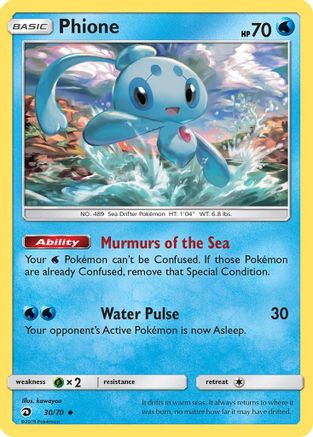 BASIC Phione HP70
NO. 489 Sea Drifter Pokémon HT: 1'04" WT: 6.8 lbs.
Ability Murmurs of the Sea
Your Pokémon can't be Confused. If those Pokémon
are already Confused, remove that Special Condition.
Water Pulse 30
Your opponent's Active Pokémon is now Asleep.
weakness ×2 resistance retreat
Illus. kawayoo
30/70
©2018 Pokémon
It drifts in warm seas. It always returns to where it
was born, no matter how far it may have drifted.